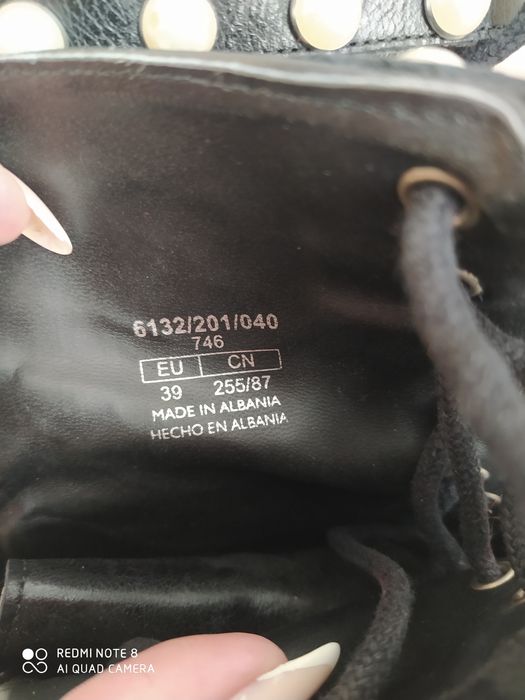 6132/201/040
746
EU CN
39 255/87
MADE IN ALBANIA
HECHO EN ALBANIA
REDMI NOTE 8
AI QUAD CAMERA